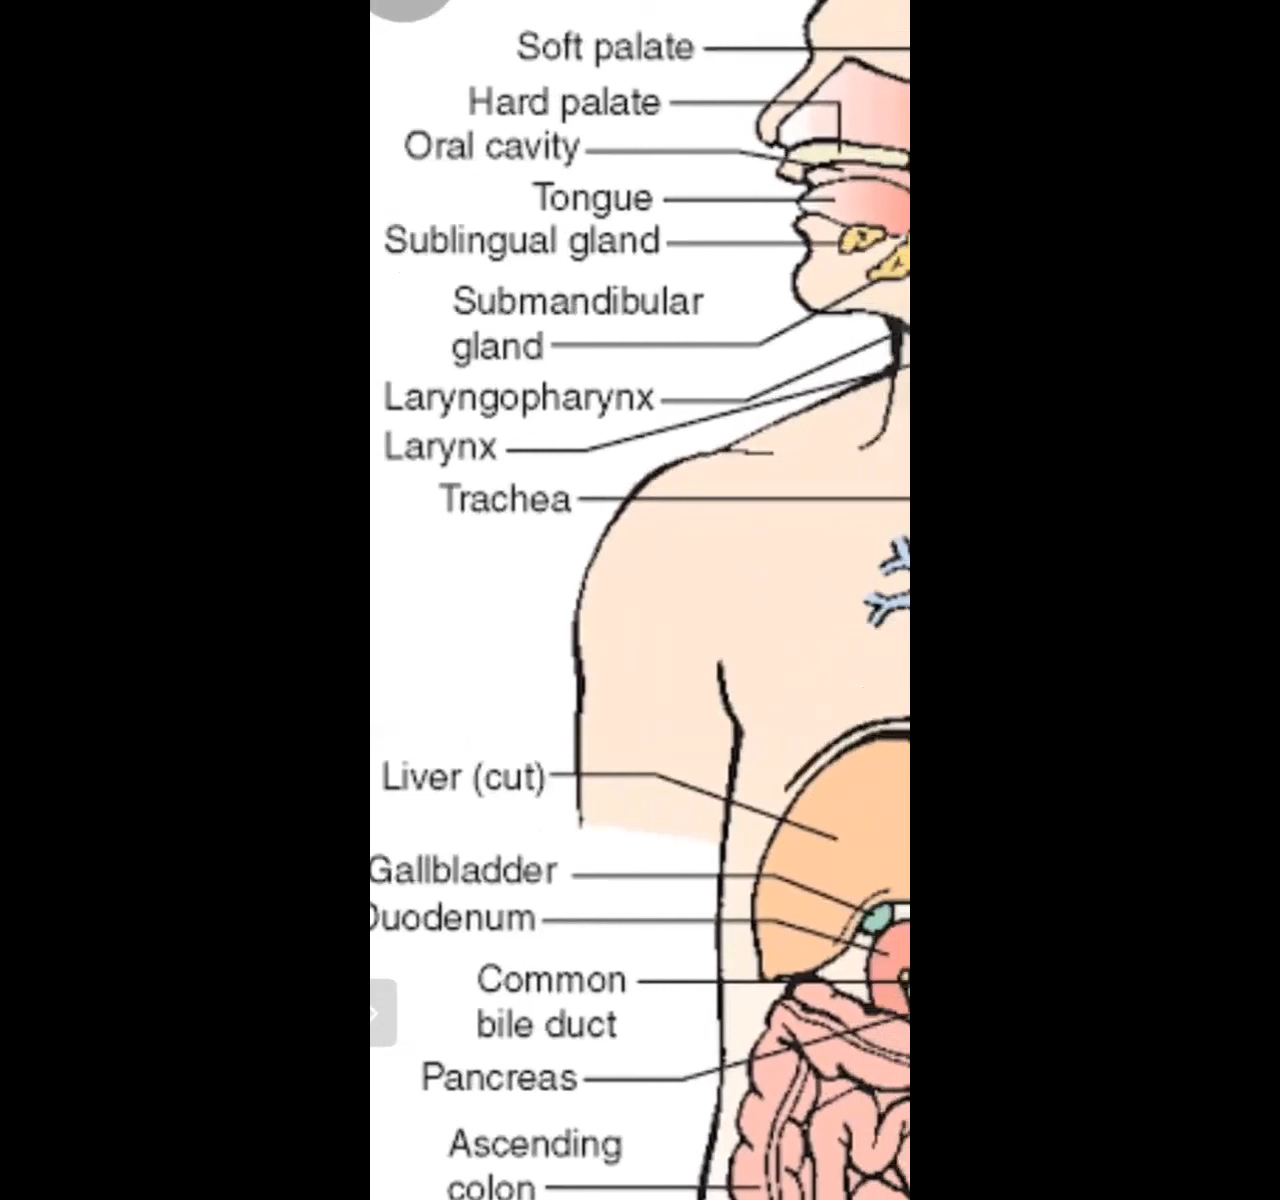 Soft palate
Hard palate
Oral cavity
Tongue
Sublingual gland
Submandibular
gland
Laryngopharynx
Larynx
Trachea
Liver (cut)
Gallbladder
Duodenum
Common
bile duct
Pancreas
Ascending
colon